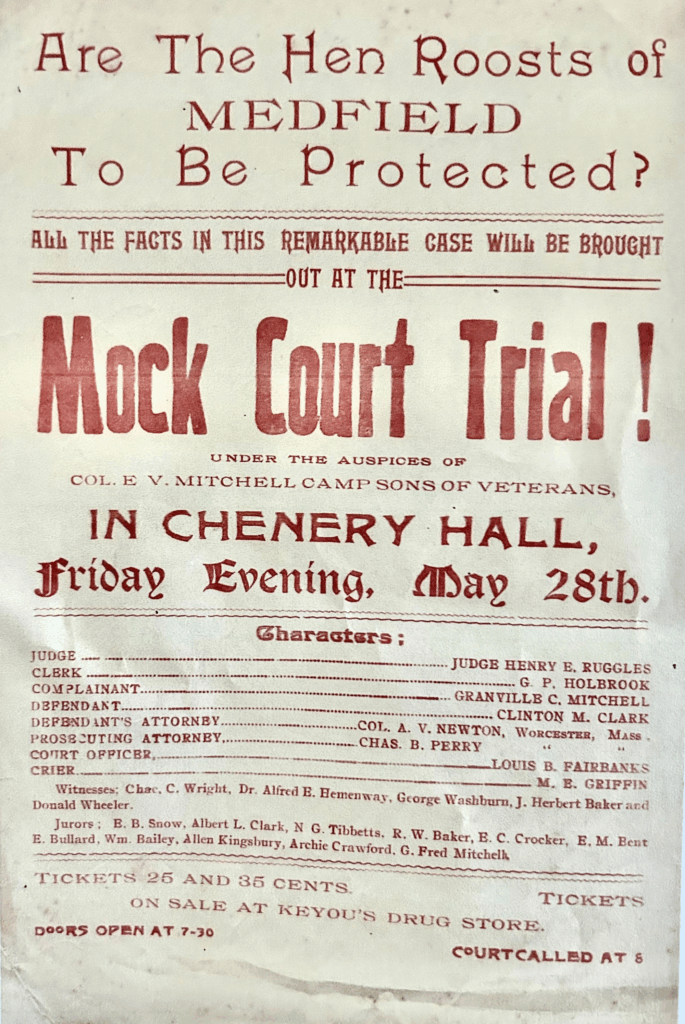 Are The Hen Roosts of
MEDFIELD
To Be Protected?
ALL THE FACTS IN THIS REMARKABLE CASE WILL BE BROUGHT
OUT AT THE
Mock Court Trial!
UNDER THE AUSPICES OF
COL. E V. MITCHELL CAMP SONS OF VETERANS,
IN CHENERY HALL,
Friday Evening, May 28th.
Characters;
JUDGE ........ JUDGE HENRY E. RUGGLES
CLERK ........ G. P. HOLBROOK
COMPLAINANT........ GRANVILLE C. MITCHELL
DEFENDANT........ CLINTON M. CLARK
DEFENDANT'S ATTORNEY........ COL. A. V. NEWTON, WORCESTER, MASS.
PROSECUTING ATTORNEY,........ CHAS. B. PERRY " "
COURT OFFICER,........ LOUIS B. FAIRBANKS
CRIER........ M. E. GRIFFIN
Witnesses; Chas. C. Wright, Dr. Alfred E. Hemenway, George Washburn, J. Herbert Baker and
Donald Wheeler.
Jurors; E. B. Snow, Albert L. Clark, N G. Tibbetts. R. W. Baker, E. C. Crocker, E. M. Bent
E. Bullard, Wm. Bailey, Allen Kingsbury, Archie Crawford. G. Fred Mitchell
TICKETS 25 AND 35 CENTS. TICKETS
ON SALE AT KEYOU'S DRUG STORE.
DOORS OPEN AT 7-30
COURTCALLED AT 8